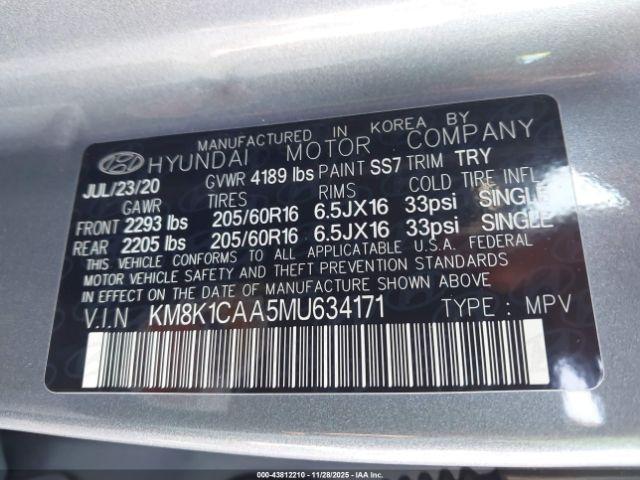 MANUFACTURED IN KOREA BY
HYUNDAI MOTOR COMPANY
JUL/23/20 GVWR 4189 lbs PAINT SS7 TRIM TRY
GAWR TIRES RIMS COLD TIRE INFL
FRONT 2293 lbs 205/60R16 6.5JX16 33psi SINGLE
REAR 2205 lbs 205/60R16 6.5JX16 33psi SINGLE
THIS VEHICLE CONFORMS TO ALL APPLICABLE U.S.A. FEDERAL
MOTOR VEHICLE SAFETY AND THEFT PREVENTION STANDARDS
IN EFFECT ON THE DATE OF MANUFACTURE SHOWN ABOVE.
V.I.N KM8K1CAA5MU634171 TYPE : MPV
000-43812210 - 11/28/2025 - IAA Inc.